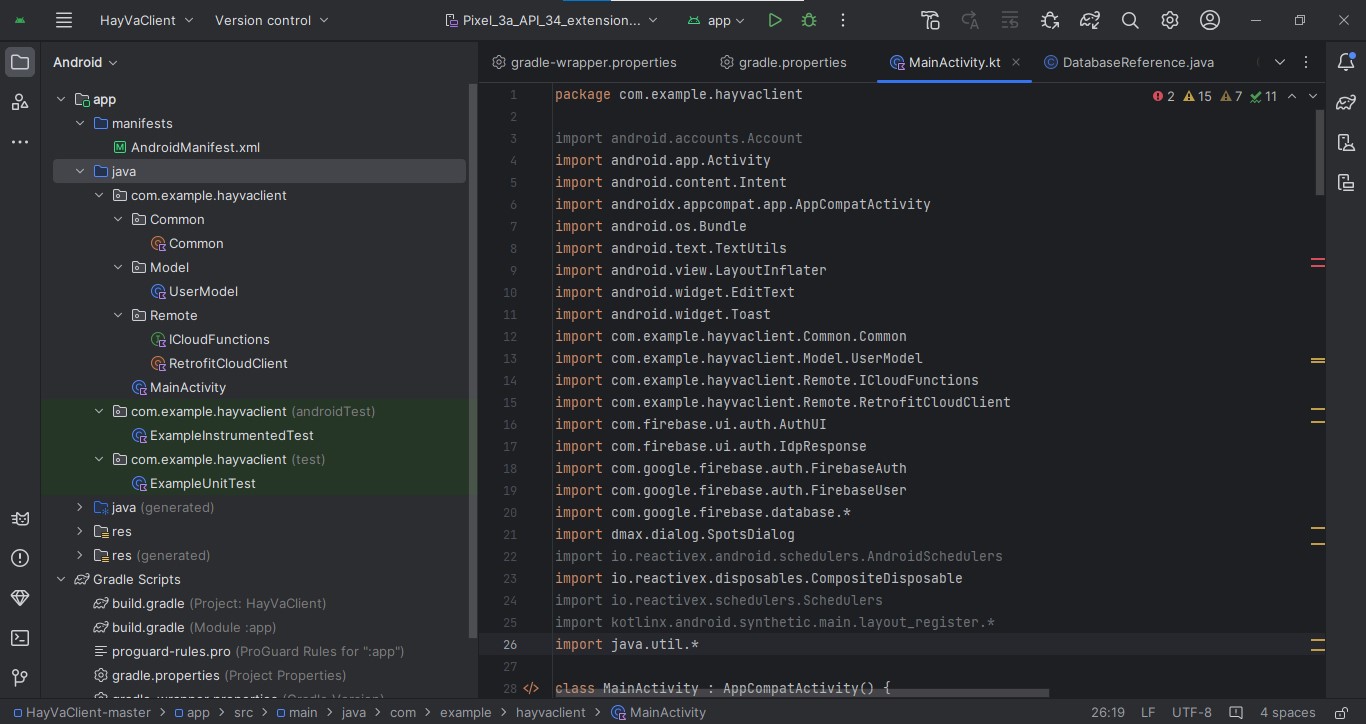 HayVaClient
Version control
Pixel_3a_API_34_extension...
app
Android
gradle-wrapper.properties
gradle.properties
MainActivity.kt
DatabaseReference.java
app
manifests
AndroidManifest.xml
java
com.example.hayvaclient
Common
Common
Model
UserModel
Remote
ICloudFunctions
RetrofitCloudClient
MainActivity
com.example.hayvaclient (androidTest)
ExampleInstrumentedTest
com.example.hayvaclient (test)
ExampleUnitTest
java (generated)
res
res (generated)
Gradle Scripts
build.gradle (Project: HayVaClient)
build.gradle (Module :app)
proguard-rules.pro (ProGuard Rules for ":app")
gradle.properties (Project Properties)
gradle-wrapper.properties (Gradle Version)
2 15 7 11
1 package com.example.hayvaclient
2
3 import android.accounts.Account
4 import android.app.Activity
5 import android.content.Intent
6 import androidx.appcompat.app.AppCompatActivity
7 import android.os.Bundle
8 import android.text.TextUtils
9 import android.view.LayoutInflater
10 import android.widget.EditText
11 import android.widget.Toast
12 import com.example.hayvaclient.Common.Common
13 import com.example.hayvaclient.Model.UserModel
14 import com.example.hayvaclient.Remote.ICloudFunctions
15 import com.example.hayvaclient.Remote.RetrofitCloudClient
16 import com.firebase.ui.auth.AuthUI
17 import com.firebase.ui.auth.IdpResponse
18 import com.google.firebase.auth.FirebaseAuth
19 import com.google.firebase.auth.FirebaseUser
20 import com.google.firebase.database.*
21 import dmax.dialog.SpotsDialog
22 import io.reactivex.android.schedulers.AndroidSchedulers
23 import io.reactivex.disposables.CompositeDisposable
24 import io.reactivex.schedulers.Schedulers
25 import kotlinx.android.synthetic.main.layout_register.*
26 import java.util.*
27
28 </> class MainActivity : AppCompatActivity() {
HayVaClient-master > app > src > main > java > com > example > hayvaclient > MainActivity
26:19 LF UTF-8 4 spaces